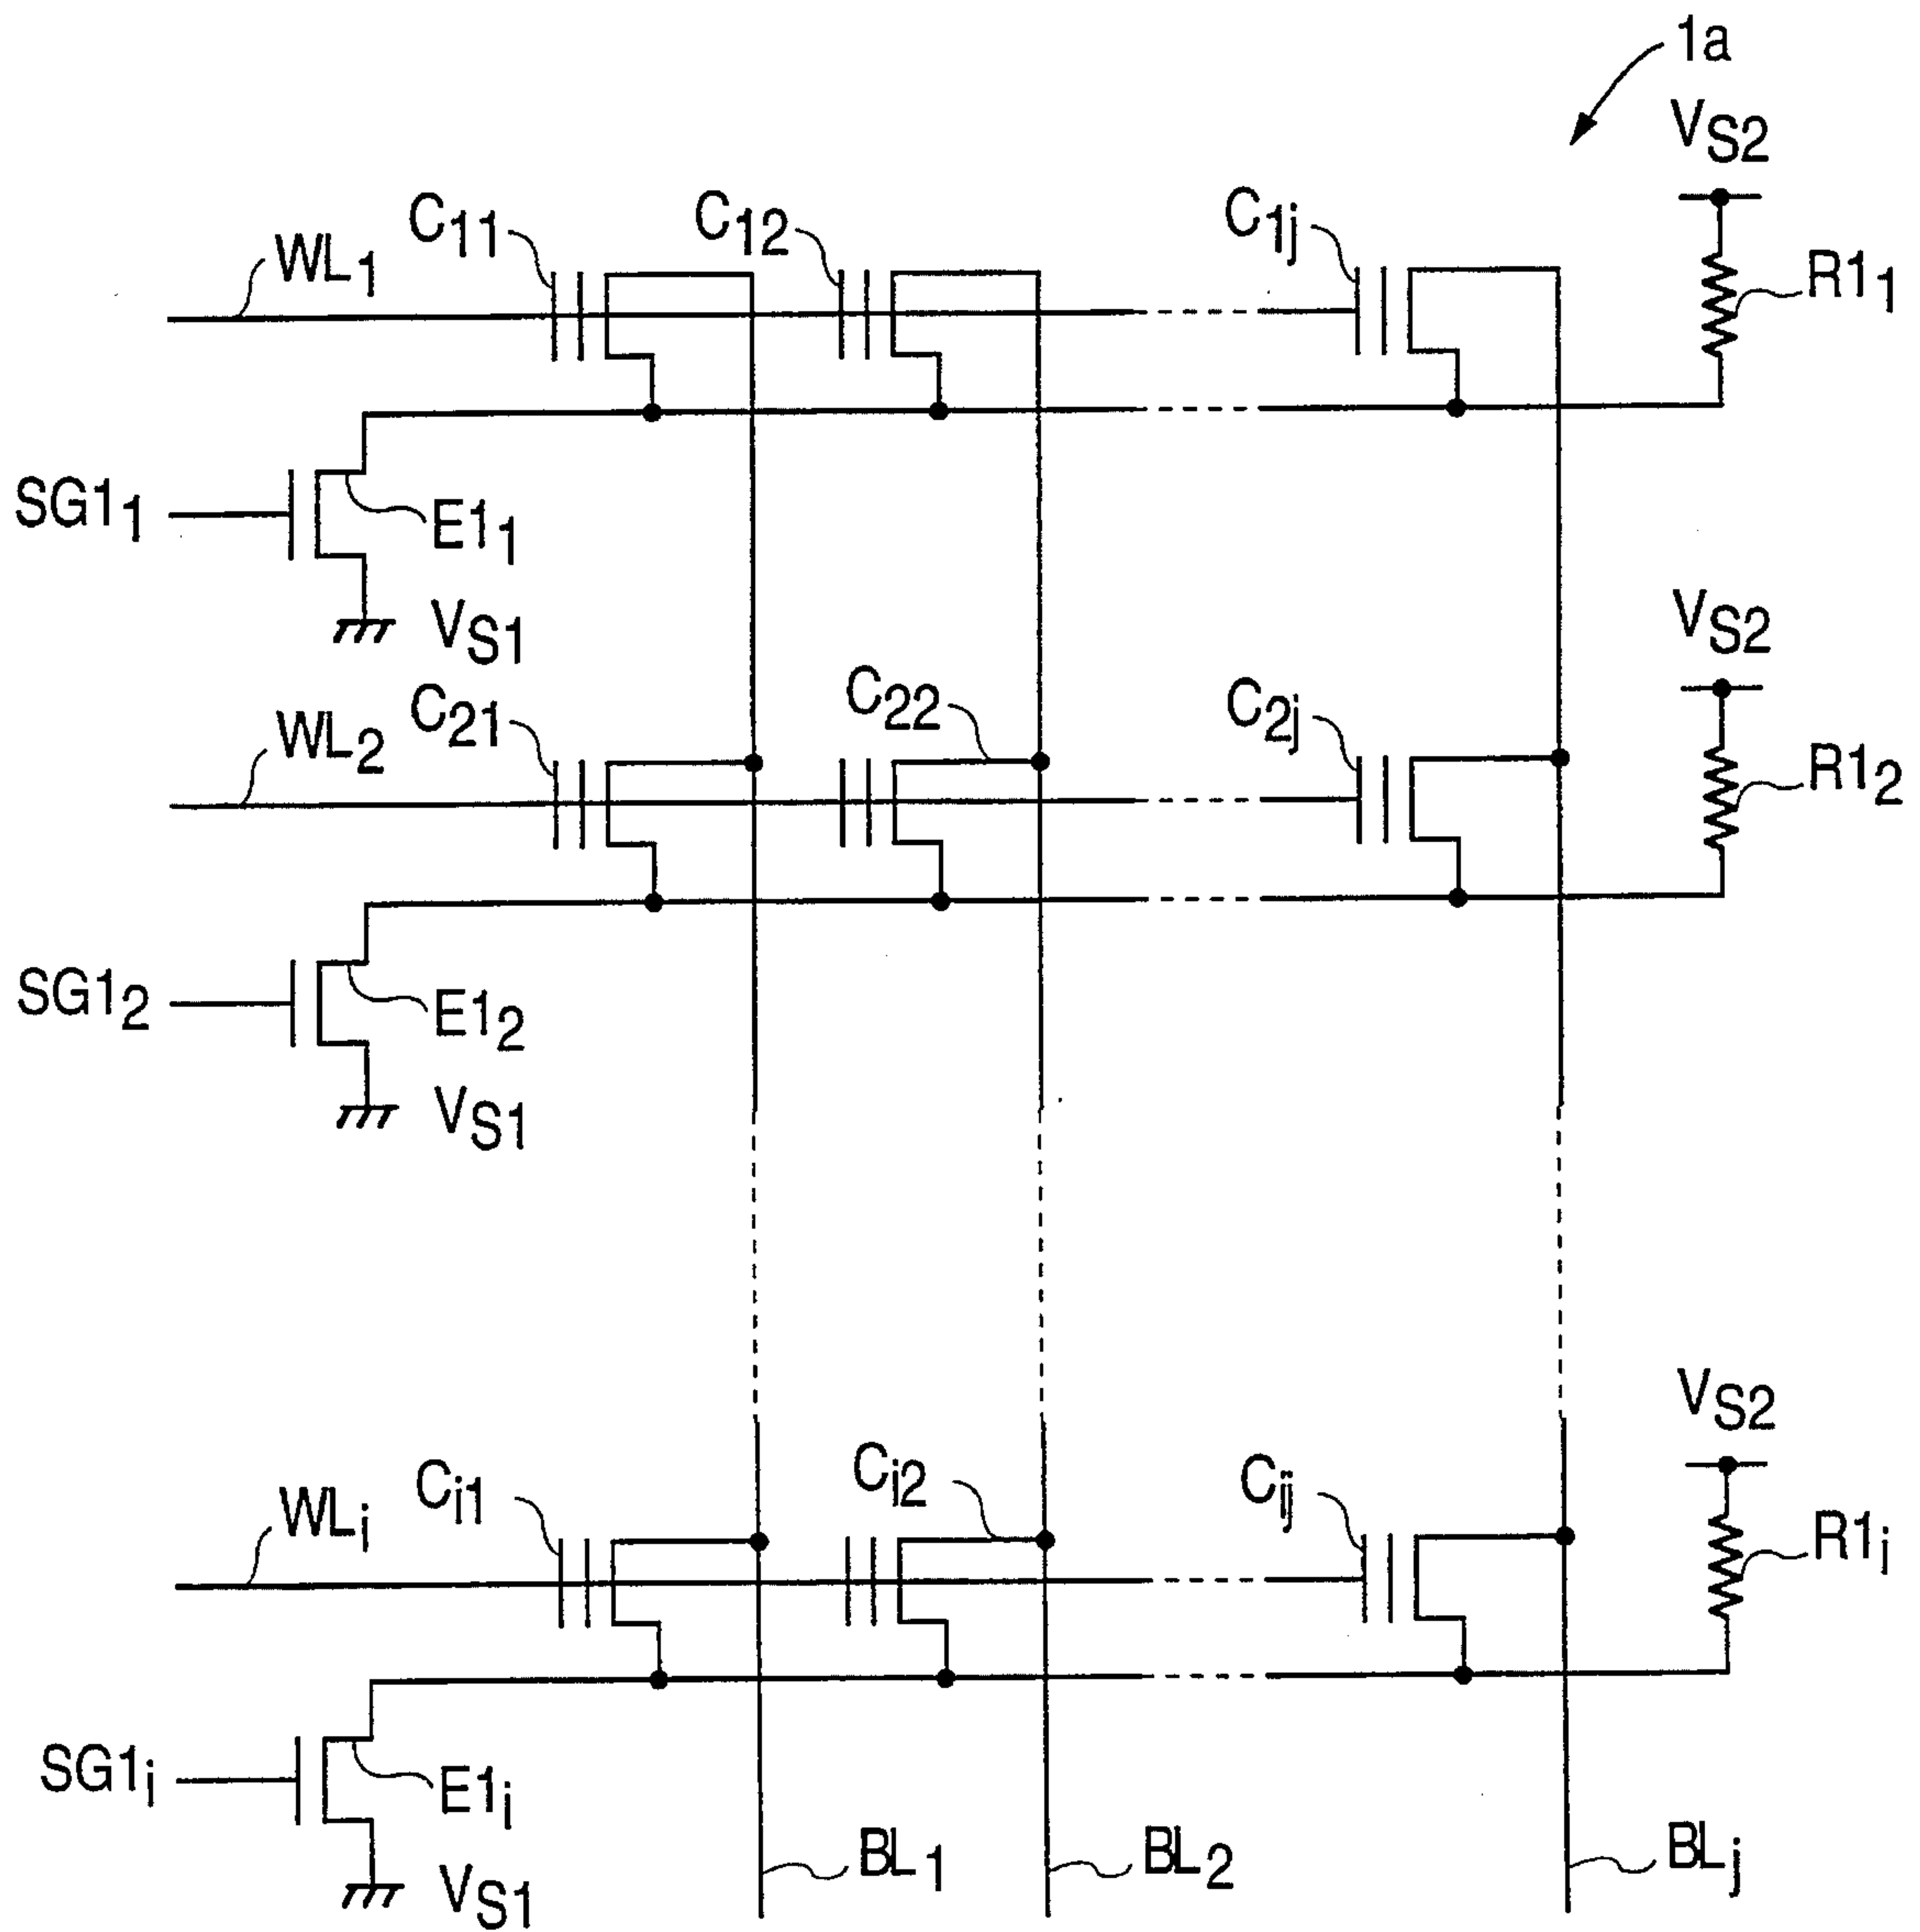 1a
VS2
C11
C12
C1j
WL1
R11
SG11
E11
VS1
VS2
C21
C22
C2j
WL2
R12
SG12
E12
VS1
VS2
Ci1
Ci2
Cij
WLi
R1i
SG1i
E1i
VS1
BL1
BL2
BLj